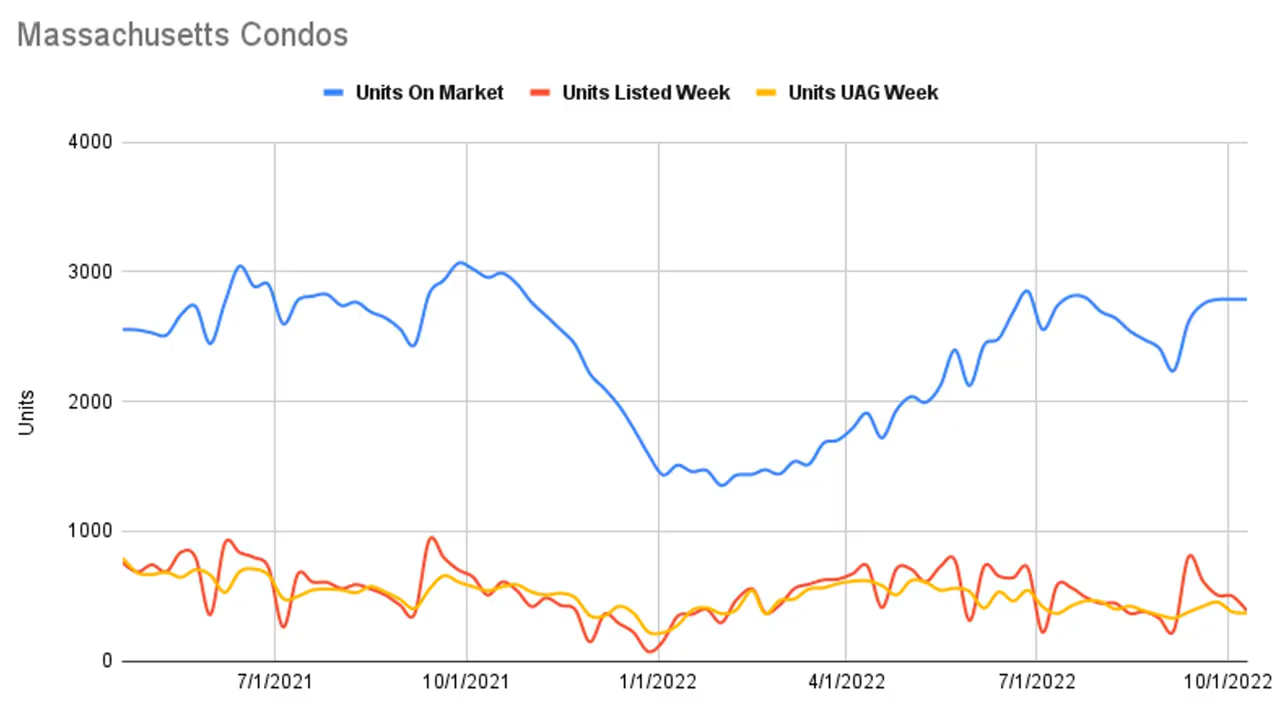 Massachusetts Condos
Units On Market Units Listed Week Units UAG Week
4000
3000
2000
1000
0
Units
7/1/2021 10/1/2021 1/1/2022 4/1/2022 7/1/2022 10/1/2022